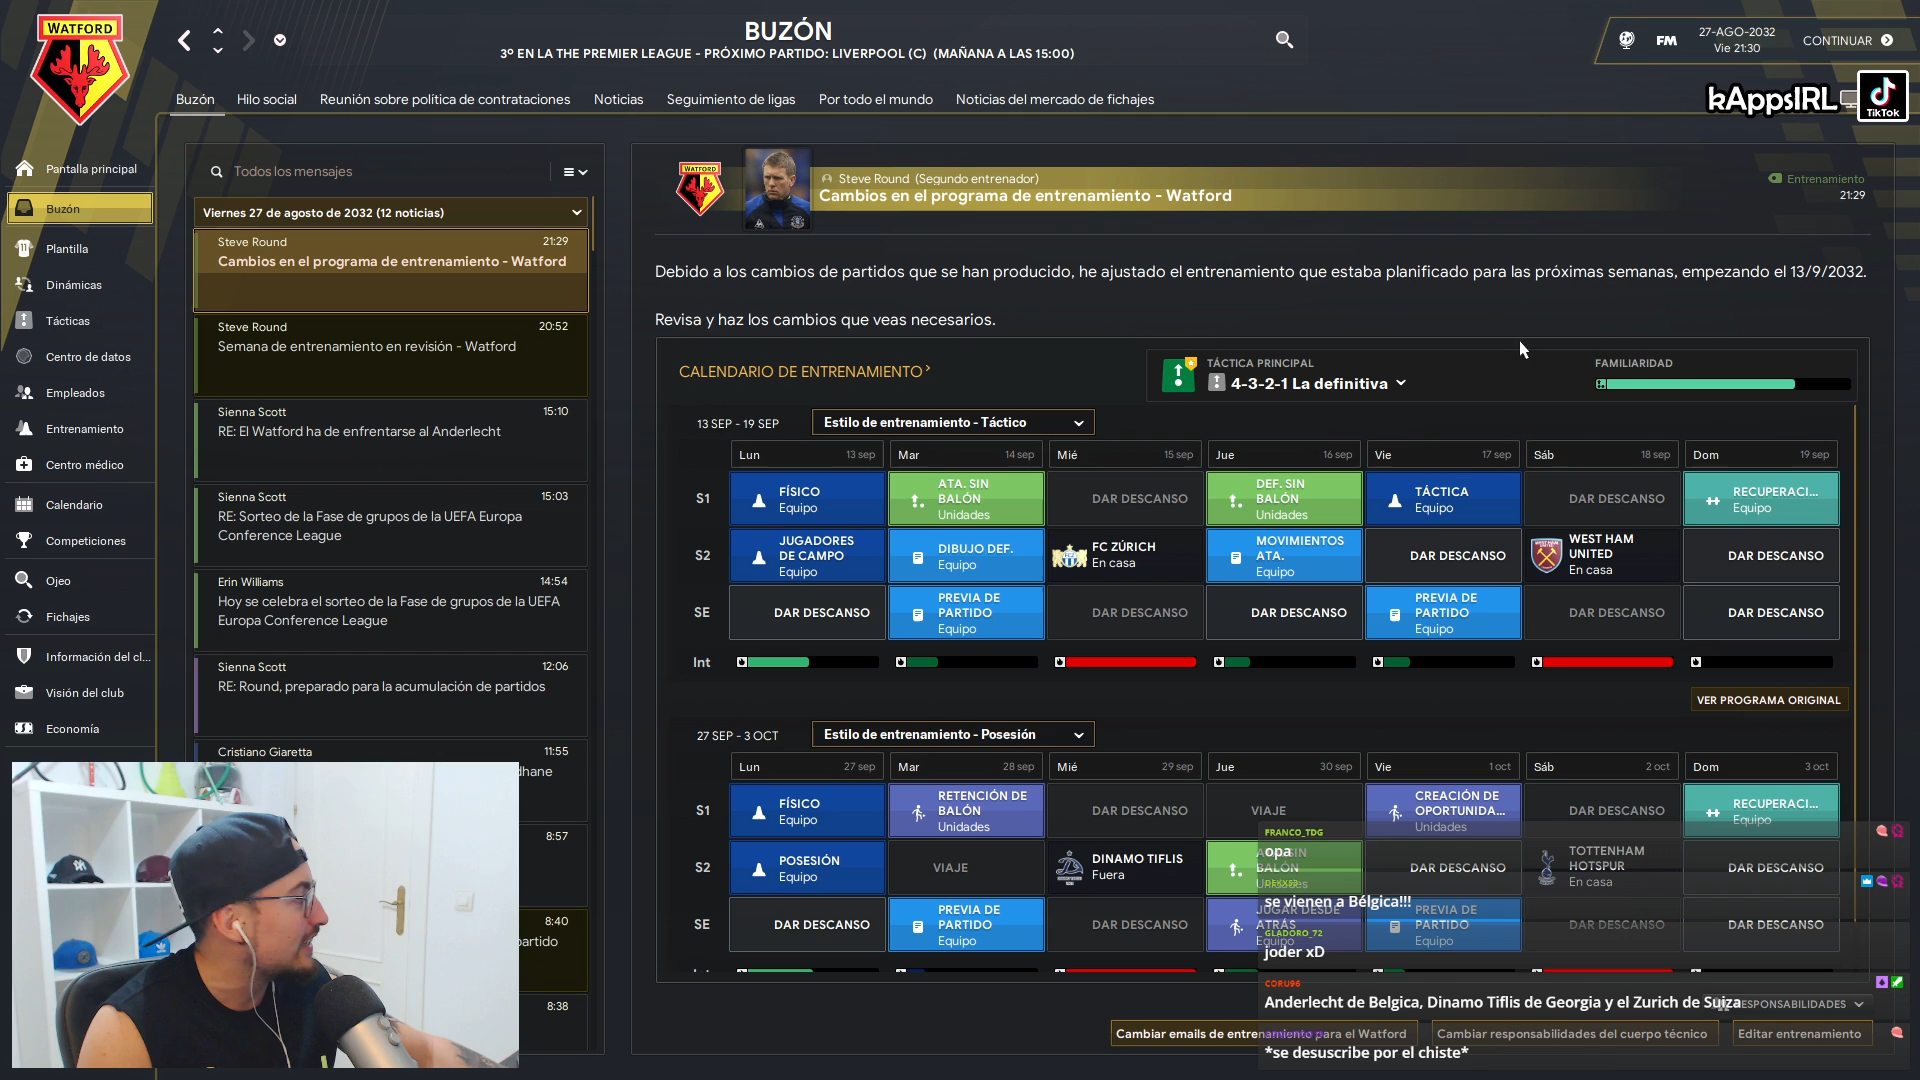 WATFORD
BUZÓN
3º EN LA THE PREMIER LEAGUE - PRÓXIMO PARTIDO: LIVERPOOL (C) (MAÑANA A LAS 15:00)
FM
27-AGO-2032
Vie 21:30
CONTINUAR
Buzón
Hilo social
Reunión sobre política de contrataciones
Noticias
Seguimiento de ligas
Por todo el mundo
Noticias del mercado de fichajes
kAppsIRL
TikTok
Pantalla principal
Buzón
Plantilla
Dinámicas
Tácticas
Centro de datos
Empleados
Entrenamiento
Centro médico
Calendario
Competiciones
Ojeo
Fichajes
Información del cl...
Visión del club
Economía
Todos los mensajes
Viernes 27 de agosto de 2032 (12 noticias)
Steve Round 21:29
Cambios en el programa de entrenamiento - Watford
Steve Round 20:52
Semana de entrenamiento en revisión - Watford
Sienna Scott 15:10
RE: El Watford ha de enfrentarse al Anderlecht
Sienna Scott 15:03
RE: Sorteo de la Fase de grupos de la UEFA Europa
Conference League
Erin Williams 14:54
Hoy se celebra el sorteo de la Fase de grupos de la UEFA
Europa Conference League
Sienna Scott 12:06
RE: Round, preparado para la acumulación de partidos
Cristiano Giaretta 11:55
dhane
8:57
8:40
partido
8:38
WATFORD
Steve Round (Segundo entrenador)
Cambios en el programa de entrenamiento - Watford
Entrenamiento
21:29
Debido a los cambios de partidos que se han producido, he ajustado el entrenamiento que estaba planificado para las próximas semanas, empezando el 13/9/2032.
Revisa y haz los cambios que veas necesarios.
CALENDARIO DE ENTRENAMIENTO
TÁCTICA PRINCIPAL
4-3-2-1 La definitiva
FAMILIARIDAD
13 SEP - 19 SEP
Estilo de entrenamiento - Táctico
Lun 13 sep Mar 14 sep Mié 15 sep Jue 16 sep Vie 17 sep Sáb 18 sep Dom 19 sep
S1
FÍSICO
Equipo
ATA. SIN
BALÓN
Unidades
DAR DESCANSO
DEF. SIN
BALÓN
Unidades
TÁCTICA
Equipo
DAR DESCANSO
RECUPERACI...
Equipo
S2
JUGADORES
DE CAMPO
Equipo
DIBUJO DEF.
Equipo
FC ZÚRICH
En casa
MOVIMIENTOS
ATA.
Equipo
DAR DESCANSO
WEST HAM
UNITED
En casa
DAR DESCANSO
SE
DAR DESCANSO
PREVIA DE
PARTIDO
Equipo
DAR DESCANSO
DAR DESCANSO
PREVIA DE
PARTIDO
Equipo
DAR DESCANSO
DAR DESCANSO
Int
VER PROGRAMA ORIGINAL
27 SEP - 3 OCT
Estilo de entrenamiento - Posesión
Lun 27 sep Mar 28 sep Mié 29 sep Jue 30 sep Vie 1 oct Sáb 2 oct Dom 3 oct
S1
FÍSICO
Equipo
RETENCIÓN DE
BALÓN
Unidades
DAR DESCANSO
VIAJE
CREACIÓN DE
OPORTUNIDA...
Unidades
DAR DESCANSO
RECUPERACI...
Equipo
S2
POSESIÓN
Equipo
VIAJE
DINAMO TIFLIS
Fuera
BALÓN
DAR DESCANSO
TOTTENHAM
HOTSPUR
En casa
DAR DESCANSO
SE
DAR DESCANSO
PREVIA DE
PARTIDO
Equipo
DAR DESCANSO
JUGAR DESDE
ATRÁS
Equipo
PREVIA DE
PARTIDO
Equipo
DAR DESCANSO
DAR DESCANSO
FRANCO_TDG
opa
se vienen a Bélgica!!!
GLADORO_72
joder xD
CORU96
Anderlecht de Belgica, Dinamo Tiflis de Georgia y el Zurich de Suiza
*se desuscribe por el chiste*
ESPONSABILIDADES
Cambiar emails de entrenamiento para el Watford
Cambiar responsabilidades del cuerpo técnico
Editar entrenamiento